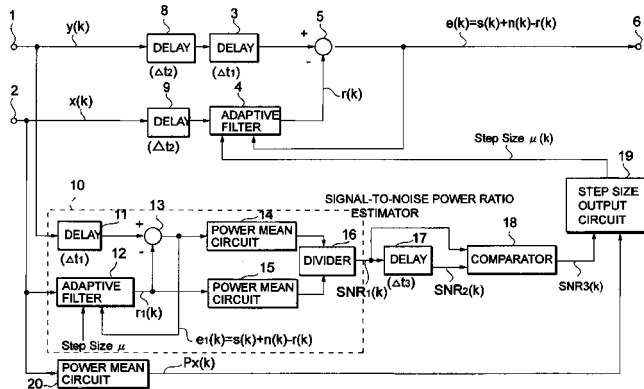 1 y(k) 8 3 5 e(k)=s(k)+n(k)-r(k) 6
DELAY DELAY + -
(Δt2) (Δt1)
2 x(k) 9 4 r(k)
DELAY ADAPTIVE FILTER
(Δt2)
Step Size μ(k)
19
STEP SIZE OUTPUT CIRCUIT
10
SIGNAL-TO-NOISE POWER RATIO ESTIMATOR
11 13 14
DELAY + -
(Δt1)
POWER MEAN CIRCUIT
16
DIVIDER
17
DELAY
(Δt3)
18
COMPARATOR
12
ADAPTIVE FILTER
r1(k)
15
POWER MEAN CIRCUIT
SNR1(k)
SNR2(k)
SNR3(k)
e1(k)=s(k)+n(k)-r(k)
Step Size μ
20
POWER MEAN CIRCUIT
Px(k)